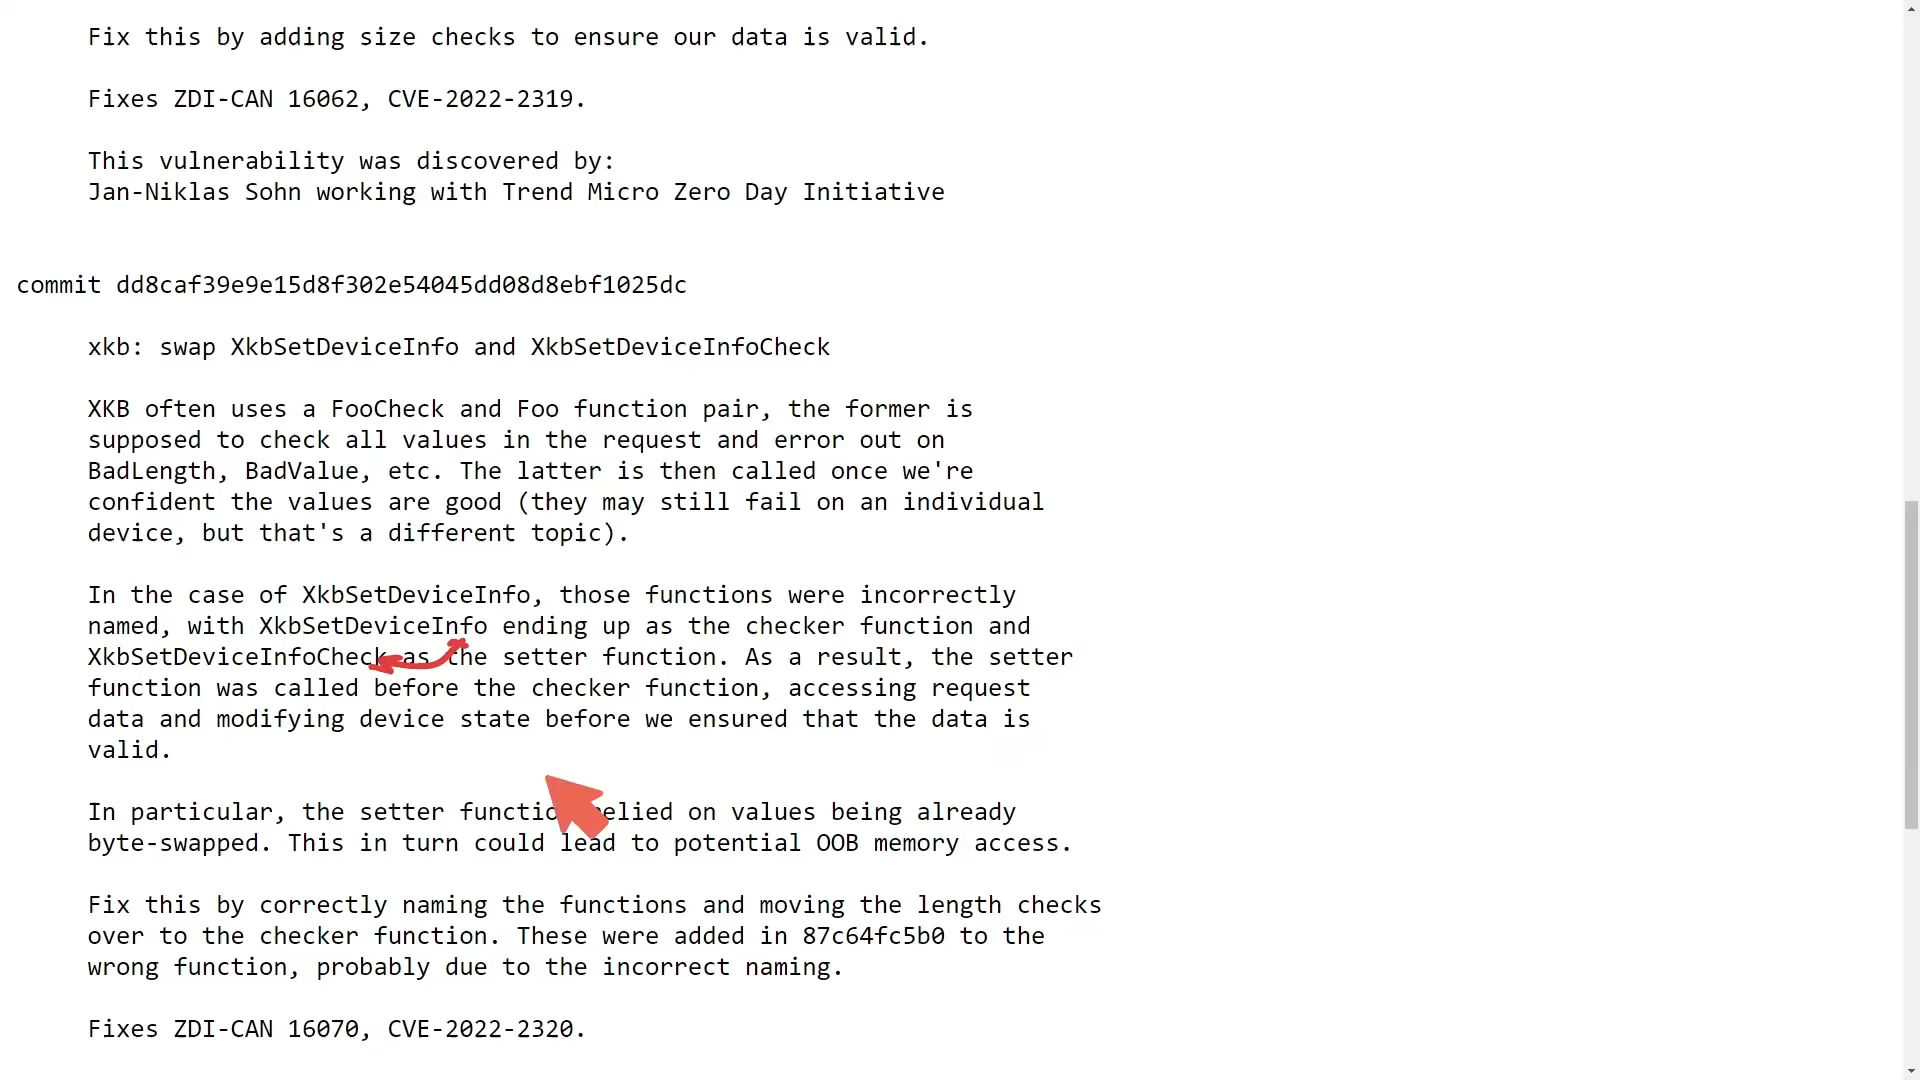 Fix this by adding size checks to ensure our data is valid.
Fixes ZDI-CAN 16062, CVE-2022-2319.
This vulnerability was discovered by:
Jan-Niklas Sohn working with Trend Micro Zero Day Initiative
commit dd8caf39e9e15d8f302e54045dd08d8ebf1025dc
xkb: swap XkbSetDeviceInfo and XkbSetDeviceInfoCheck
XKB often uses a FooCheck and Foo function pair, the former is
supposed to check all values in the request and error out on
BadLength, BadValue, etc. The latter is then called once we're
confident the values are good (they may still fail on an individual
device, but that's a different topic).
In the case of XkbSetDeviceInfo, those functions were incorrectly
named, with XkbSetDeviceInfo ending up as the checker function and
XkbSetDeviceInfoCheck as the setter function. As a result, the setter
function was called before the checker function, accessing request
data and modifying device state before we ensured that the data is
valid.
In particular, the setter function relied on values being already
byte-swapped. This in turn could lead to potential OOB memory access.
Fix this by correctly naming the functions and moving the length checks
over to the checker function. These were added in 87c64fc5b0 to the
wrong function, probably due to the incorrect naming.
Fixes ZDI-CAN 16070, CVE-2022-2320.